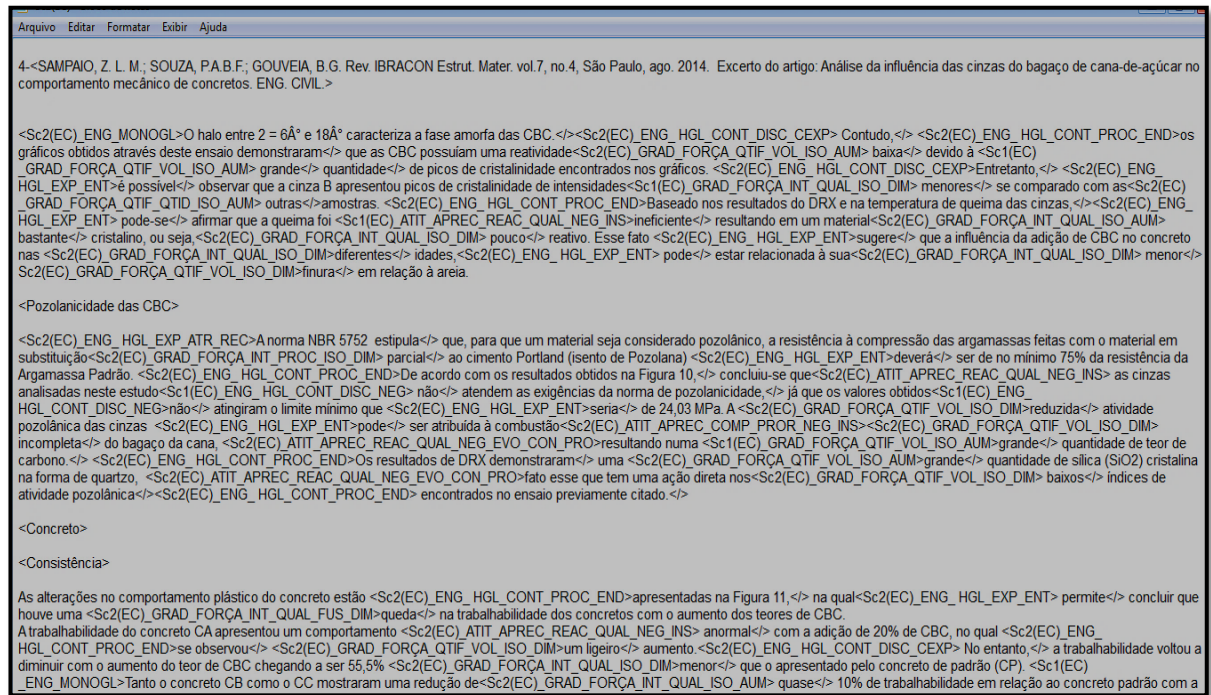 Arquivo Editar Formatar Exibir Ajuda
4-<SAMPAIO, Z. L. M.; SOUZA, P.A.B.F.; GOUVEIA, B.G. Rev. IBRACON Estrut. Mater. vol.7, no.4, São Paulo, ago. 2014. Excerto do artigo: Análise da influência das cinzas do bagaço de cana-de-açúcar no
comportamento mecânico de concretos. ENG. CIVIL.>
<Sc2(EC)_ENG_MONOGL>O halo entre 2 = 6Â° e 18Â° caracteriza a fase amorfa das CBC.</><Sc2(EC)_ENG_ HGL_CONT_DISC_CEXP> Contudo,</> <Sc2(EC)_ENG_HGL_CONT_PROC_END>os
gráficos obtidos através deste ensaio demonstraram</> que as CBC possuíam uma reatividade<Sc2(EC)_GRAD_FORÇA_QTIF_VOL_ISO_AUM> baixa</> devido à <Sc1(EC)
_GRAD_FORÇA_QTIF_VOL_ISO_AUM> grande</> quantidade</> de picos de cristalinidade encontrados nos gráficos. <Sc2(EC)_ENG_ HGL_CONT_DISC_CEXP>Entretanto,</> <Sc2(EC)_ENG_
HGL_EXP_ENT>é possível</> observar que a cinza B apresentou picos de cristalinidade de intensidades<Sc1(EC)_GRAD_FORÇA_INT_QUAL_ISO_DIM> menores</> se comparado com as<Sc2(EC)
_GRAD_FORÇA_QTIF_QTID_ISO_AUM> outras</>amostras. <Sc2(EC)_ENG_ HGL_CONT_PROC_END>Baseado nos resultados do DRX e na temperatura de queima das cinzas,</><Sc2(EC)_ENG_
HGL_EXP_ENT> pode-se</> afirmar que a queima foi <Sc1(EC)_ATIT_APREC_REAC_QUAL_NEG_INS>ineficiente</> resultando em um material<Sc2(EC)_GRAD_FORÇA_INT_QUAL_ISO_AUM>
bastante</> cristalino, ou seja,<Sc2(EC)_GRAD_FORÇA_INT_QUAL_ISO_DIM> pouco</> reativo. Esse fato <Sc2(EC)_ENG_ HGL_EXP_ENT>sugere</> que a influência da adição de CBC no concreto
nas <Sc2(EC)_GRAD_FORÇA_INT_QUAL_ISO_DIM>diferentes</> idades,<Sc2(EC)_ENG_ HGL_EXP_ENT> pode</> estar relacionada à sua<Sc2(EC)_GRAD_FORÇA_INT_QUAL_ISO_DIM> menor</>
Sc2(EC)_GRAD_FORÇA_QTIF_VOL_ISO_DIM>finura</> em relação à areia.
<Pozolanicidade das CBC>
<Sc2(EC)_ENG_ HGL_EXP_ATR_REC>A norma NBR 5752 estipula</> que, para que um material seja considerado pozolânico, a resistência à compressão das argamassas feitas com o material em
substituição<Sc2(EC)_GRAD_FORÇA_INT_PROC_ISO_DIM> parcial</> ao cimento Portland (isento de Pozolana) <Sc2(EC)_ENG_ HGL_EXP_ENT>deverá</> ser de no mínimo 75% da resistência da
Argamassa Padrão. <Sc2(EC)_ENG_ HGL_CONT_PROC_END>De acordo com os resultados obtidos na Figura 10,</> concluiu-se que<Sc2(EC)_ATIT_APREC_REAC_QUAL_NEG_INS> as cinzas
analisadas neste estudo<Sc1(EC)_ENG_ HGL_CONT_DISC_NEG> não</> atendem as exigências da norma de pozolanicidade,</> já que os valores obtidos<Sc1(EC)_ENG_
HGL_CONT_DISC_NEG>não</> atingiram o limite mínimo que <Sc2(EC)_ENG_ HGL_EXP_ENT>seria</> de 24,03 MPa. A <Sc2(EC)_GRAD_FORÇA_QTIF_VOL_ISO_DIM>reduzida</> atividade
pozolânica das cinzas <Sc2(EC)_ENG_HGL_EXP_ENT>pode</> ser atribuída à combustão<Sc2(EC)_ATIT_APREC_COMP_PROR_NEG_INS><Sc2(EC)_GRAD_FORÇA_QTIF_VOL_ISO_DIM>
incompleta</> do bagaço da cana, <Sc2(EC)_ATIT_APREC_REAC_QUAL_NEG_EVO_CON_PRO>resultando numa <Sc1(EC)_GRAD_FORÇA_QTIF_VOL_ISO_AUM>grande</> quantidade de teor de
carbono.</> <Sc2(EC)_ENG_ HGL_CONT_PROC_END>Os resultados de DRX demonstraram</> uma <Sc2(EC)_GRAD_FORÇA_QTIF_VOL_ISO_AUM>grande</> quantidade de sílica (SiO2) cristalina
na forma de quartzo, <Sc2(EC)_ATIT_APREC_REAC_QUAL_NEG_EVO_CON_PRO>fato esse que tem uma ação direta nos<Sc2(EC)_GRAD_FORÇA_QTIF_VOL_ISO_DIM> baixos</> índices de
atividade pozolânica</><Sc2(EC)_ENG_ HGL_CONT_PROC_END> encontrados no ensaio previamente citado.</>
<Concreto>
<Consistência>
As alterações no comportamento plástico do concreto estão <Sc2(EC)_ENG_ HGL_CONT_PROC_END>apresentadas na Figura 11,</> na qual<Sc2(EC)_ENG_ HGL_EXP_ENT> permite</> concluir que
houve uma <Sc2(EC)_GRAD_FORÇA_INT_QUAL_FUS_DIM>queda</> na trabalhabilidade dos concretos com o aumento dos teores de CBC.
A trabalhabilidade do concreto CA apresentou um comportamento <Sc2(EC)_ATIT_APREC_REAC_QUAL_NEG_INS> anormal</> com a adição de 20% de CBC, no qual <Sc2(EC)_ENG_
HGL_CONT_PROC_END>se observou</> <Sc2(EC)_GRAD_FORÇA_QTIF_VOL_ISO_DIM>um ligeiro</> aumento.<Sc2(EC)_ENG_ HGL_CONT_DISC_CEXP> No entanto,</> a trabalhabilidade voltou a
diminuir com o aumento do teor de CBC chegando a ser 55,5% <Sc2(EC)_GRAD_FORÇA_INT_QUAL_ISO_DIM>menor</> que o apresentado pelo concreto de padrão (CP). <Sc1(EC)
_ENG_MONOGL>Tanto o concreto CB como o CC mostraram uma redução de<Sc2(EC)_GRAD_FORÇA_INT_QUAL_ISO_AUM> quase</> 10% de trabalhabilidade em relação ao concreto padrão com a